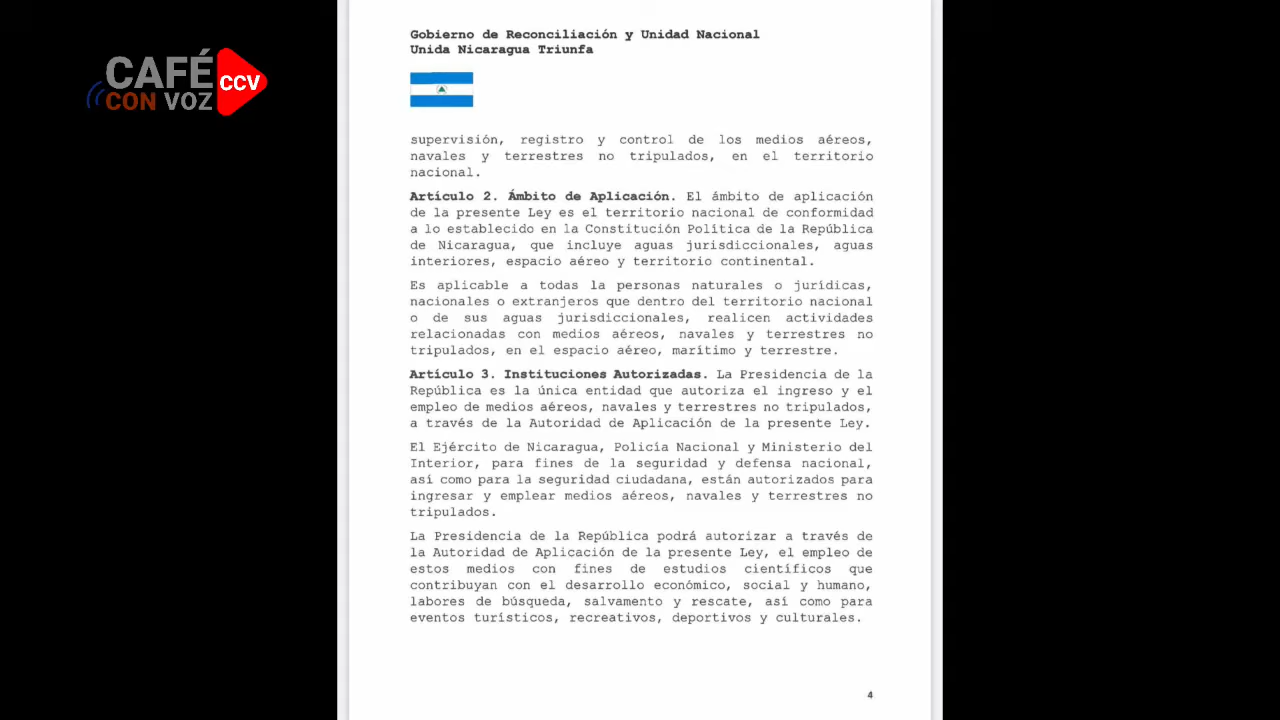 CAFÉ
CON VOZ
CCV
Gobierno de Reconciliación y Unidad Nacional
Unida Nicaragua Triunfa
supervisión, registro y control de los medios aéreos,
navales y terrestres no tripulados, en el territorio
nacional.
Artículo 2. Ámbito de Aplicación. El ámbito de aplicación
de la presente Ley es el territorio nacional de conformidad
a lo establecido en la Constitución Política de la República
de Nicaragua, que incluye aguas jurisdiccionales, aguas
interiores, espacio aéreo y territorio continental.
Es aplicable a todas la personas naturales o jurídicas,
nacionales o extranjeros que dentro del territorio nacional
o de sus aguas jurisdiccionales, realicen actividades
relacionadas con medios aéreos, navales y terrestres no
tripulados, en el espacio aéreo, marítimo y terrestre.
Artículo 3. Instituciones Autorizadas. La Presidencia de la
República es la única entidad que autoriza el ingreso y el
empleo de medios aéreos, navales y terrestres no tripulados,
a través de la Autoridad de Aplicación de la presente Ley.
El Ejército de Nicaragua, Policía Nacional y Ministerio del
Interior, para fines de la seguridad y defensa nacional,
así como para la seguridad ciudadana, están autorizados para
ingresar y emplear medios aéreos, navales y terrestres no
tripulados.
La Presidencia de la República podrá autorizar a través de
la Autoridad de Aplicación de la presente Ley, el empleo de
estos medios con fines de estudios científicos que
contribuyan con el desarrollo económico, social y humano,
labores de búsqueda, salvamento y rescate, así como para
eventos turísticos, recreativos, deportivos y culturales.
4